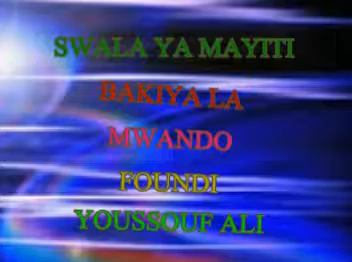 SWALA YA MAYITI
BAKIYA LA
MWANDO
FOUNDI
YOUSSOUF ALI